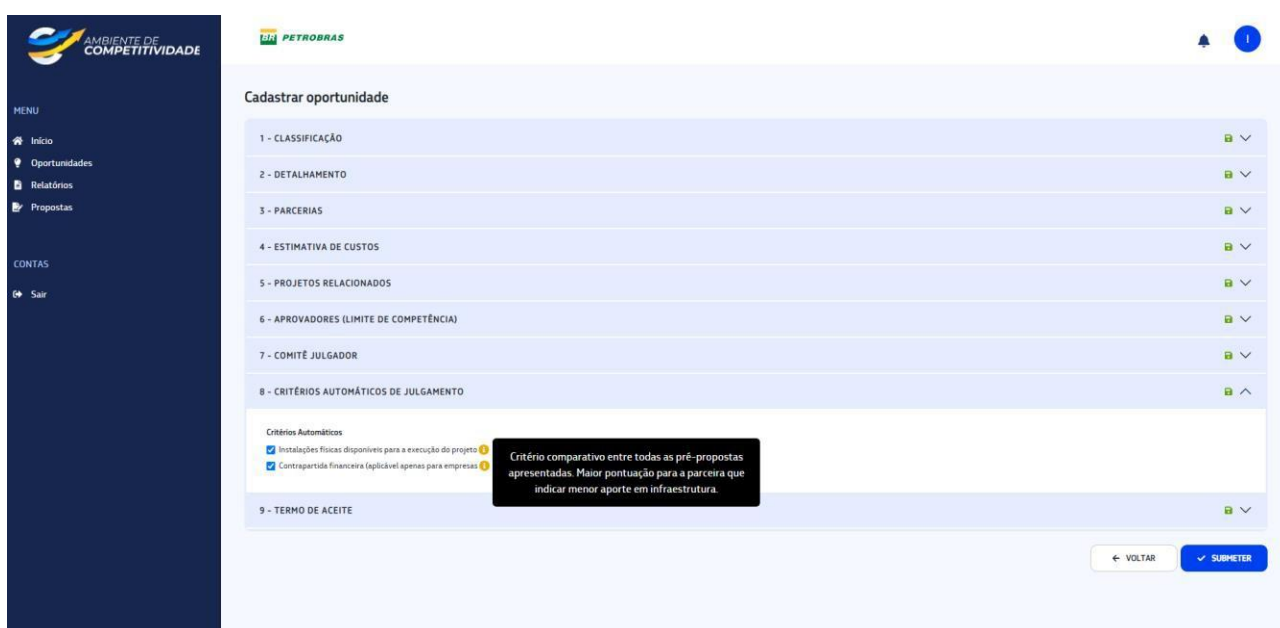 AMBIENTE DE
COMPETITIVIDADE
BR PETROBRAS
I
MENU
Início
Oportunidades
Relatórios
Propostas
CONTAS
Sair
Cadastrar oportunidade
1 - CLASSIFICAÇÃO
2 - DETALHAMENTO
3 - PARCERIAS
4 - ESTIMATIVA DE CUSTOS
5 - PROJETOS RELACIONADOS
6 - APROVADORES (LIMITE DE COMPETÊNCIA)
7 - COMITÊ JULGADOR
8 - CRITÉRIOS AUTOMÁTICOS DE JULGAMENTO
Critérios Automáticos
Instalações físicas disponíveis para a execução do projeto
Contrapartida financeira (aplicável apenas para empresas
Critério comparativo entre todas as pré-propostas
apresentadas. Maior pontuação para a parceira que
indicar menor aporte em infraestrutura.
9 - TERMO DE ACEITE
VOLTAR
SUBMETER